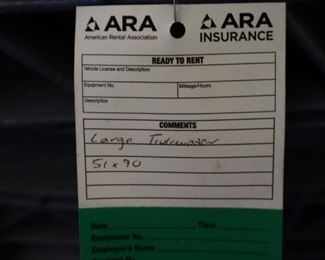 ARA ARA
American Rental Association INSURANCE
READY TO RENT
Vehicle License and Description
Equipment No. Mileage/Hours
Description
COMMENTS
Large
51x90
Date Time
Equipment No.
Employee's Name